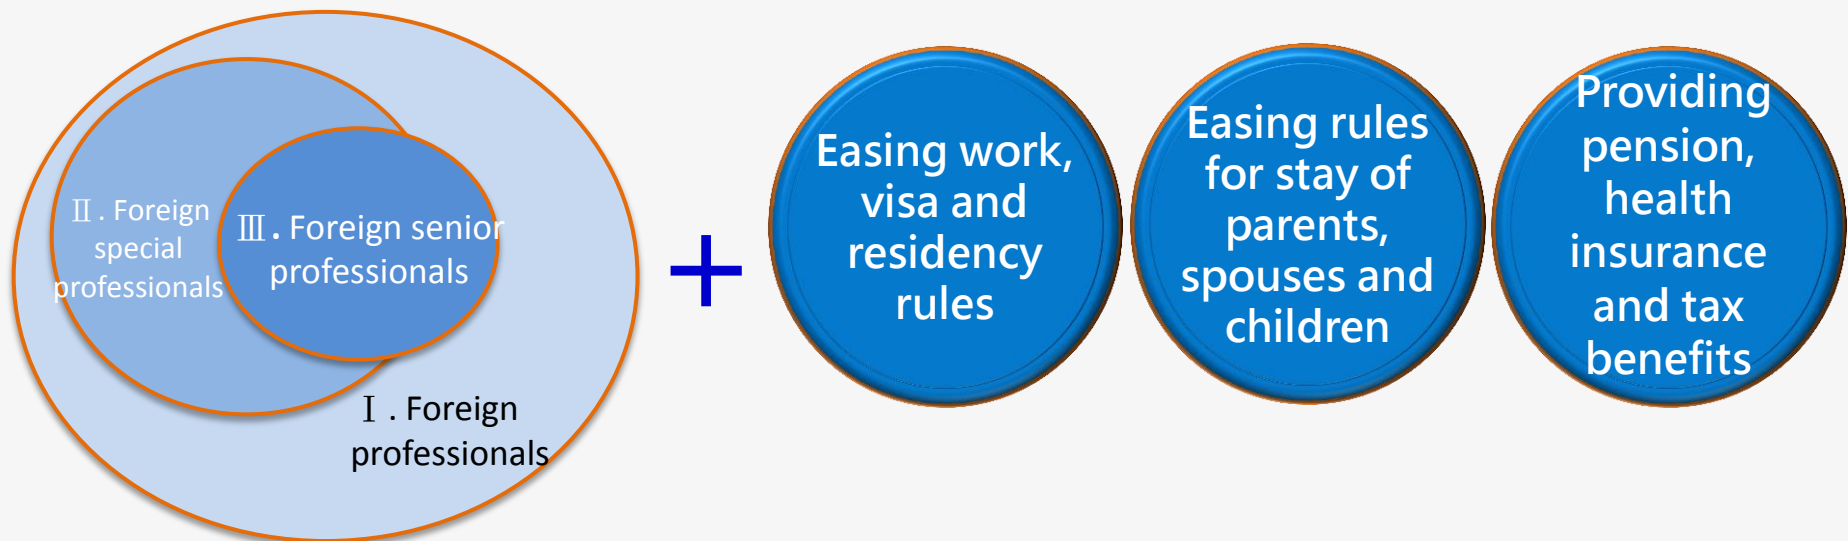 Ⅱ. Foreign
special
professionals
Ⅲ. Foreign senior
professionals
Ⅰ. Foreign
professionals
+
Easing work,
visa and
residency
rules
Easing rules
for stay of
parents,
spouses and
children
Providing
pension,
health
insurance
and tax
benefits